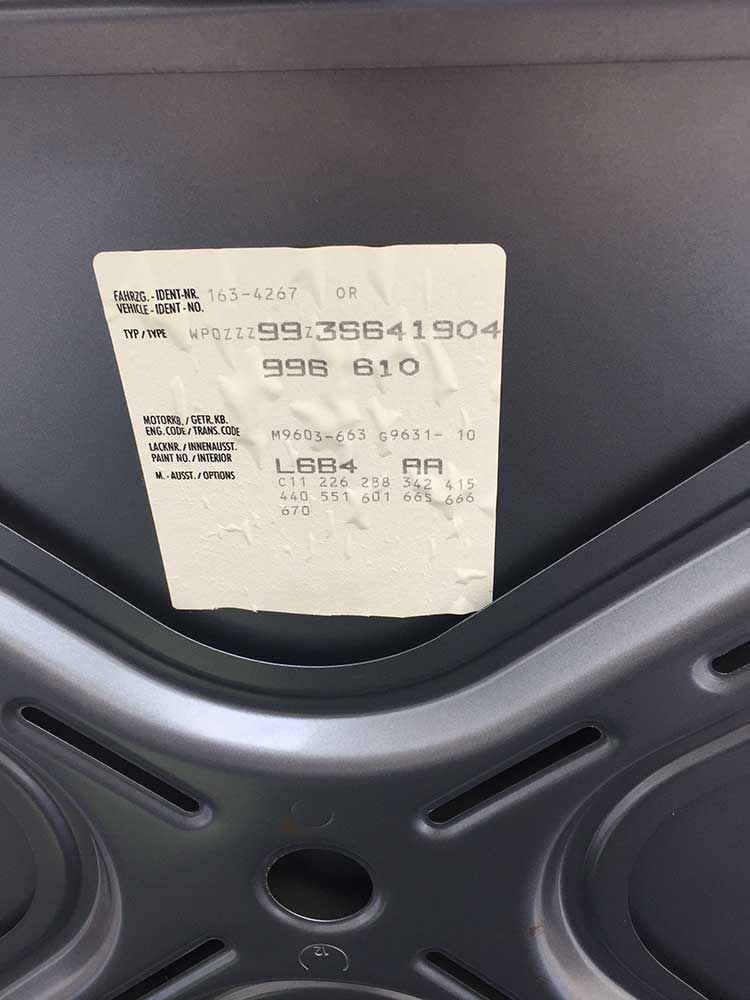 FAHRZG.-IDENT-NR. 163-4267 OR
VEHICLE-IDENT-NO.
TYP/TYPE WP0ZZZ99Z3S641904
996 610
MOTORKB./GETR.KB.
ENG.CODE/TRANS.CODE M9603-663 G9631- 10
LACKNR./INNENAUSST.
PAINT NO./INTERIOR L6B4 AA
M.-AUSST./OPTIONS C11 226 288 342 415
440 551 601 665 666
670
12